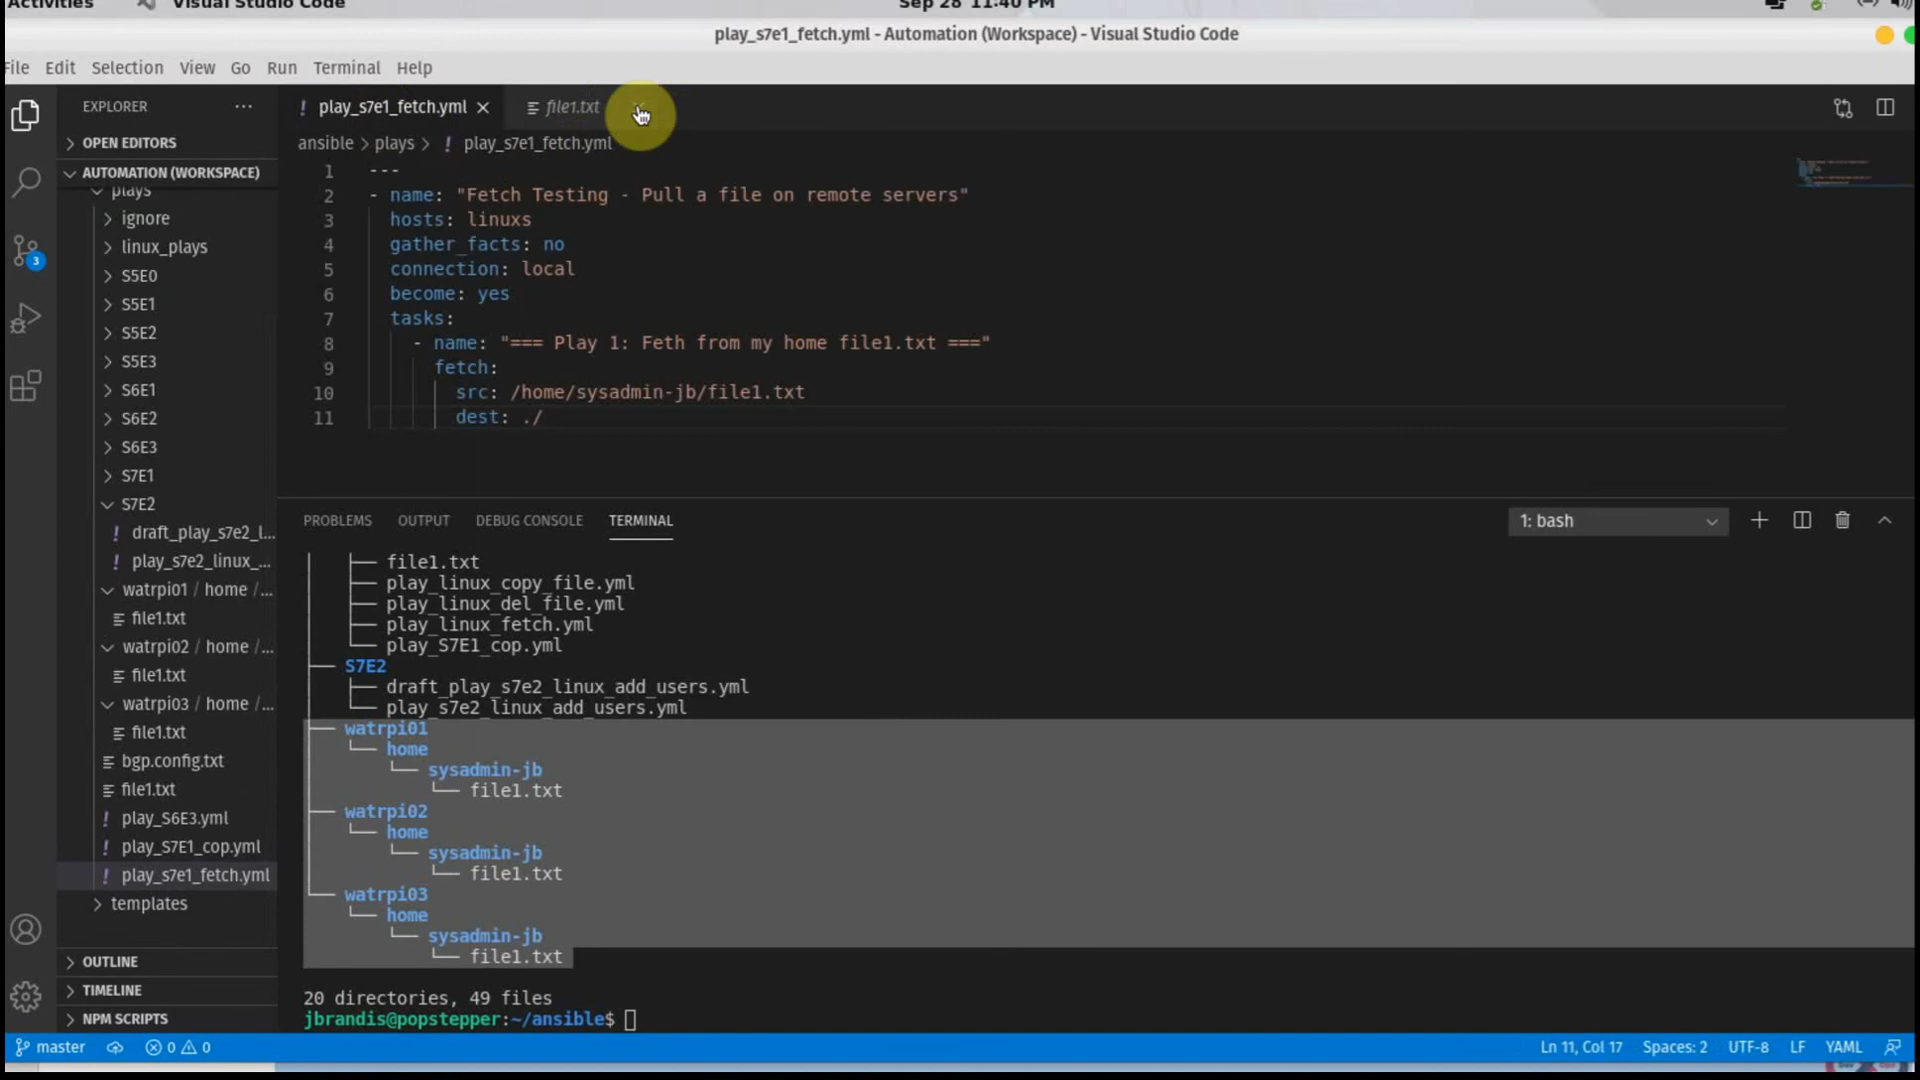 Activities Visual Studio Code Sep 28 11:40 PM
play_s7e1_fetch.yml - Automation (Workspace) - Visual Studio Code
File Edit Selection View Go Run Terminal Help
EXPLORER ···
OPEN EDITORS
AUTOMATION (WORKSPACE)
plays
ignore
linux_plays
S5E0
S5E1
S5E2
S5E3
S6E1
S6E2
S6E3
S7E1
S7E2
! draft_play_s7e2_l...
! play_s7e2_linux_...
watrpi01 / home /...
file1.txt
watrpi02 / home /...
file1.txt
watrpi03 / home /...
file1.txt
bgp.config.txt
file1.txt
! play_S6E3.yml
! play_S7E1_cop.yml
! play_s7e1_fetch.yml
templates
OUTLINE
TIMELINE
NPM SCRIPTS
! play_s7e1_fetch.yml file1.txt
ansible > plays > ! play_s7e1_fetch.yml
1 ---
2 - name: "Fetch Testing - Pull a file on remote servers"
3 hosts: linuxs
4 gather_facts: no
5 connection: local
6 become: yes
7 tasks:
8 - name: "=== Play 1: Feth from my home file1.txt ==="
9 fetch:
10 src: /home/sysadmin-jb/file1.txt
11 dest: ./
PROBLEMS OUTPUT DEBUG CONSOLE TERMINAL 1: bash
│ ├── file1.txt
│ ├── play_linux_copy_file.yml
│ ├── play_linux_del_file.yml
│ ├── play_linux_fetch.yml
│ └── play_S7E1_cop.yml
├── S7E2
│ ├── draft_play_s7e2_linux_add_users.yml
│ └── play_s7e2_linux_add_users.yml
├── watrpi01
│ └── home
│ └── sysadmin-jb
│ └── file1.txt
├── watrpi02
│ └── home
│ └── sysadmin-jb
│ └── file1.txt
└── watrpi03
└── home
└── sysadmin-jb
└── file1.txt
20 directories, 49 files
jbrandis@popstepper:~/ansible$
3
master 0 0 Ln 11, Col 17 Spaces: 2 UTF-8 LF YAML